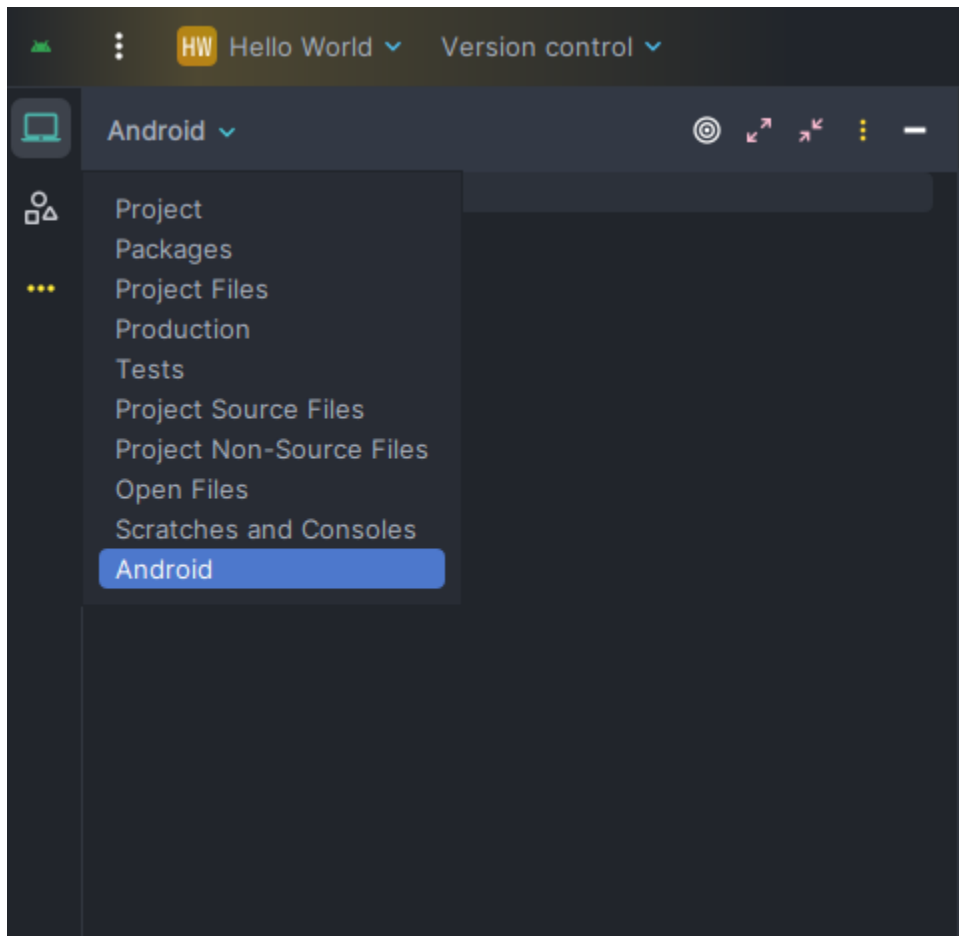 HW Hello World Version control
Android
Project
Packages
Project Files
Production
Tests
Project Source Files
Project Non-Source Files
Open Files
Scratches and Consoles
Android